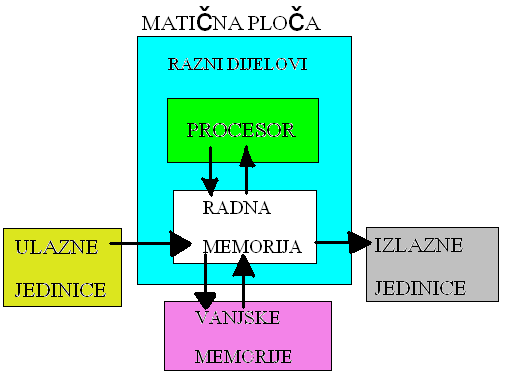 MATIČNA PLOČA
RAZNI DIJELOVI
PROCESOR
RADNA
MEMORIJA
ULAZNE
JEDINICE
IZLAZNE
JEDINICE
VANJSKE
MEMORIJE